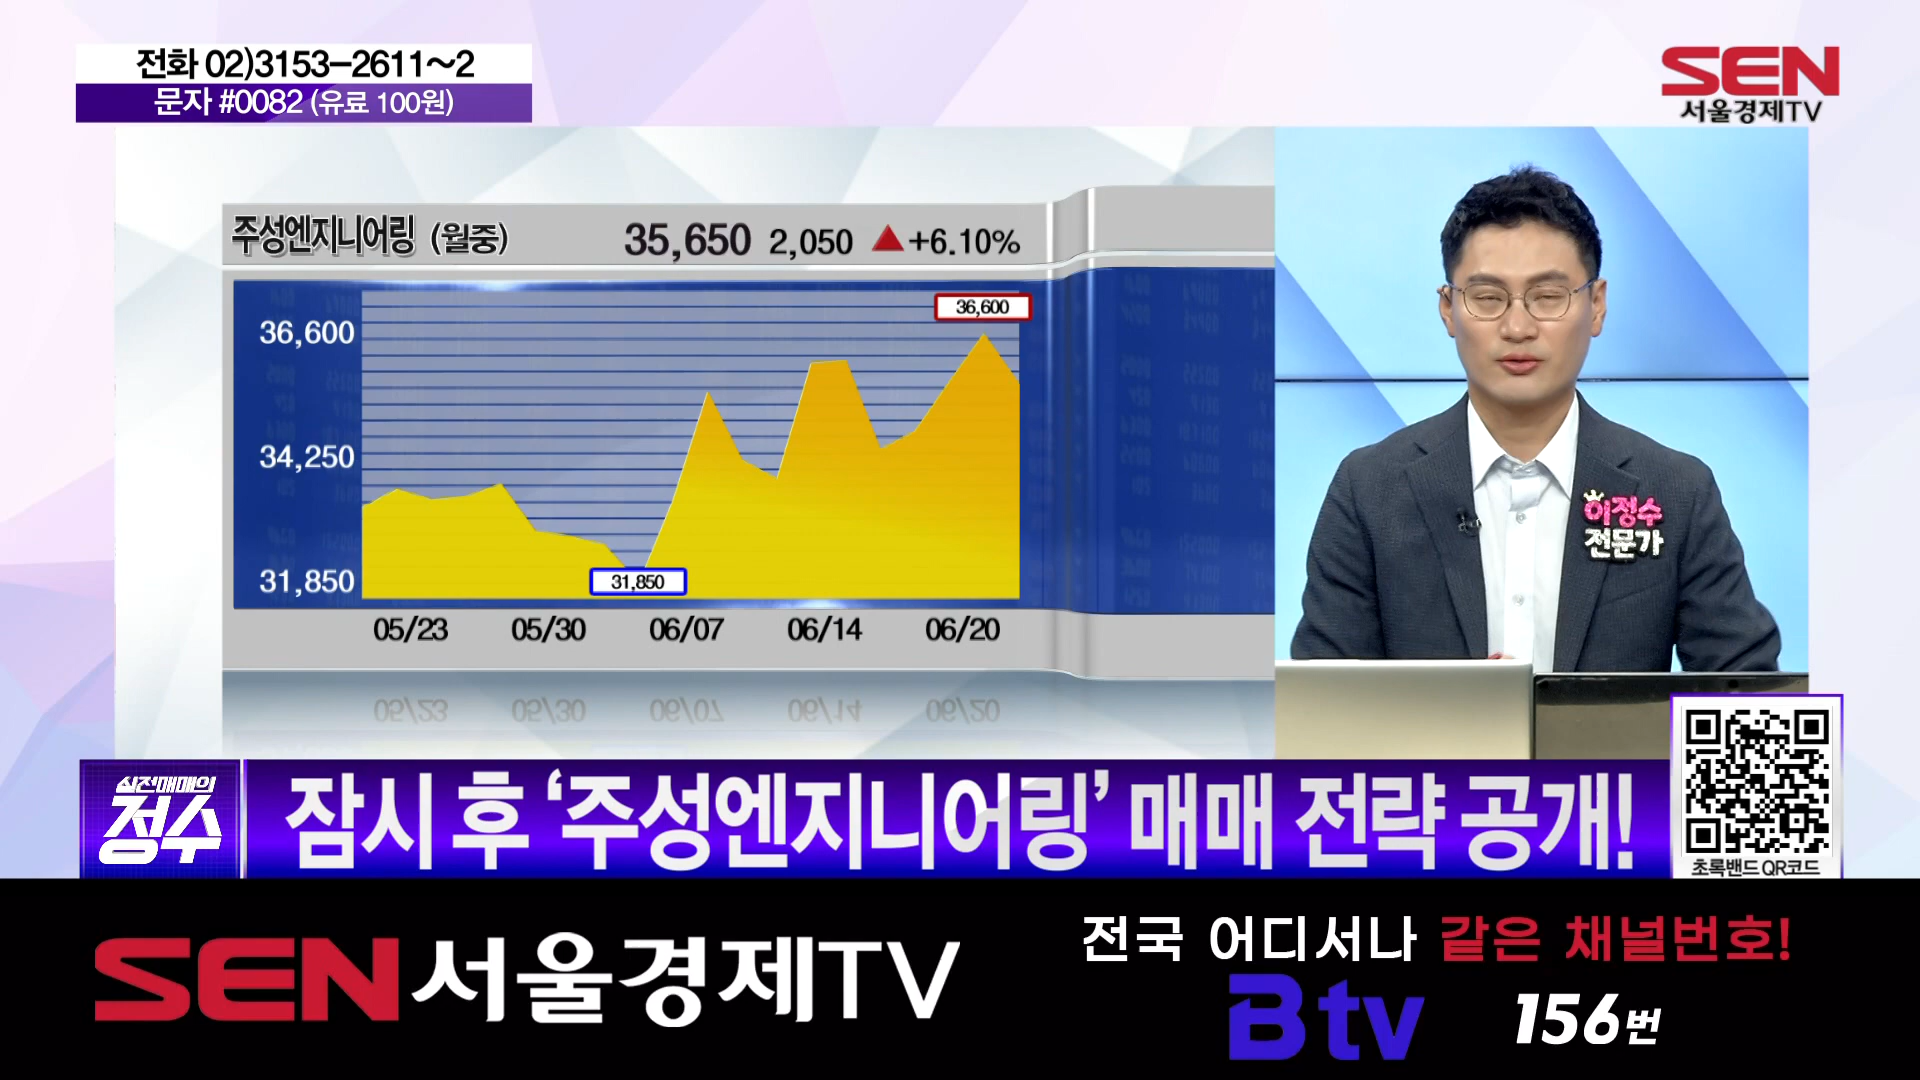 전화 02)3153-2611~2
문자 #0082 (유료 100원)
SEN
서울경제TV
주성엔지니어링 (월중) 35,650 2,050 ▲+6.10%
36,600
36,600
34,250
31,850
31,850
05/23 05/30 06/07 06/14 06/20
이정수
전문가
실전매매의
정수
잠시 후 ‘주성엔지니어링’ 매매 전략 공개!
초록밴드 QR코드
SEN서울경제TV
전국 어디서나 같은 채널번호!
B tv 156번